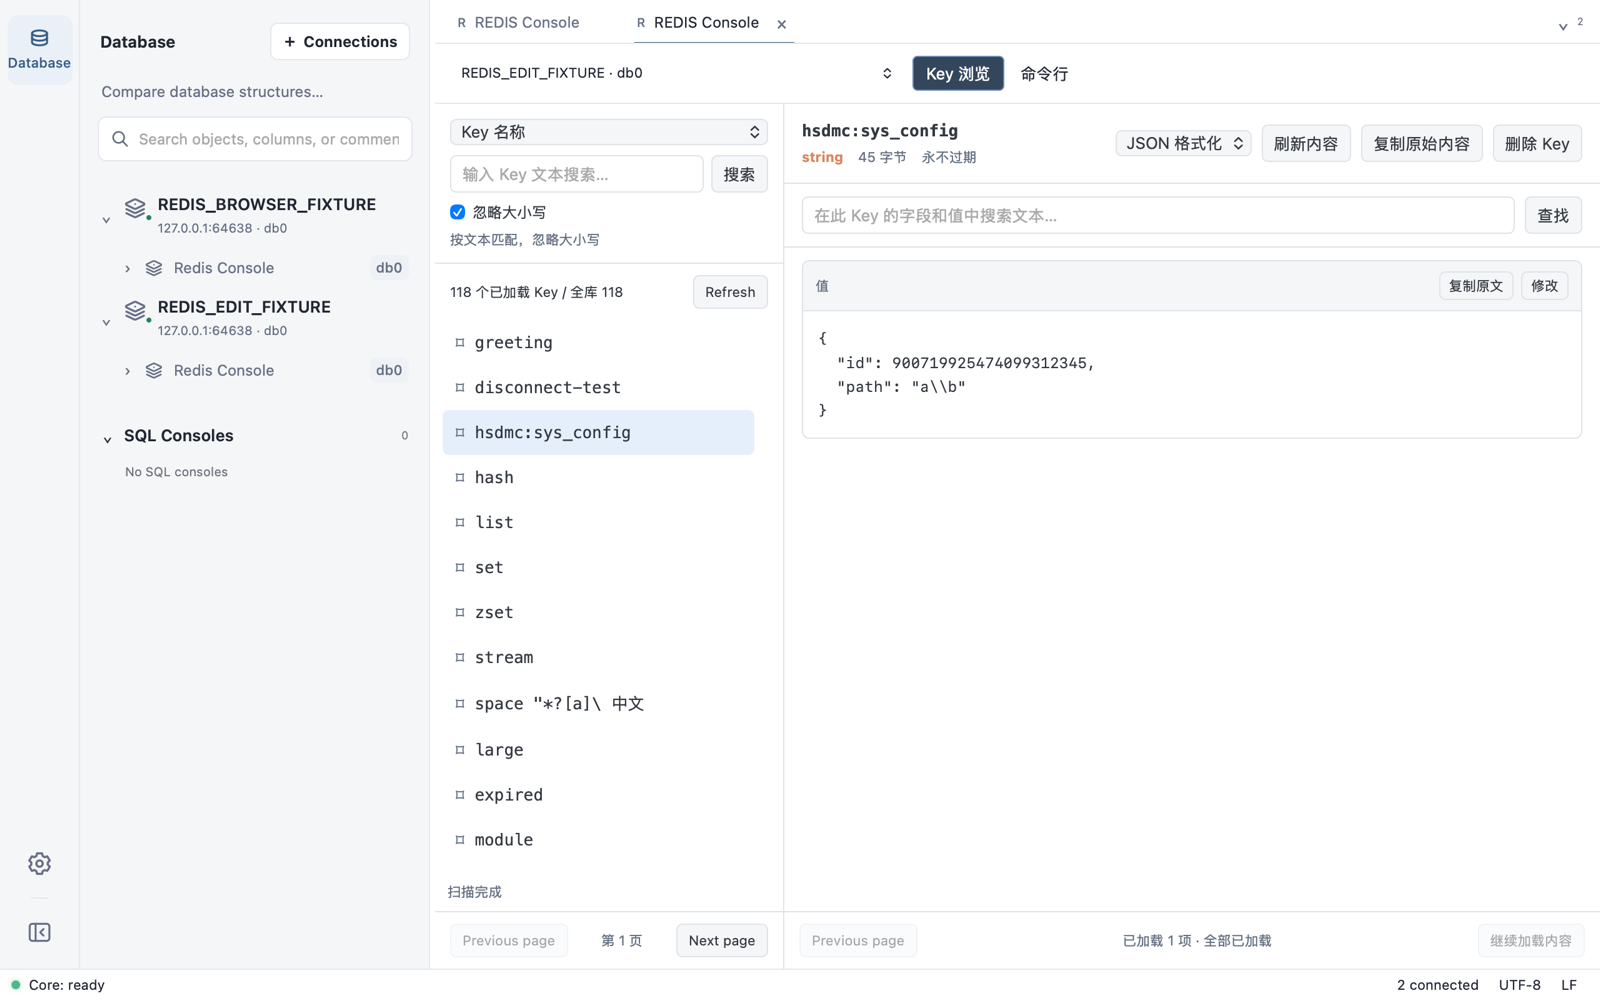 Database
Database
+ Connections
Compare database structures...
Search objects, columns, or commen
REDIS_BROWSER_FIXTURE
127.0.0.1:64638 · db0
Redis Console
db0
REDIS_EDIT_FIXTURE
127.0.0.1:64638 · db0
Redis Console
db0
SQL Consoles
0
No SQL consoles
R REDIS Console
R REDIS Console ×
2
REDIS_EDIT_FIXTURE · db0
Key 浏览
命令行
Key 名称
输入 Key 文本搜索...
搜索
忽略大小写
按文本匹配，忽略大小写
118 个已加载 Key / 全库 118
Refresh
greeting
disconnect-test
hsdmc:sys_config
hash
list
set
zset
stream
space "*?[a]\ 中文
large
expired
module
扫描完成
Previous page
第 1 页
Next page
hsdmc:sys_config
string 45 字节 永不过期
JSON 格式化
刷新内容
复制原始内容
删除 Key
在此 Key 的字段和值中搜索文本...
查找
值
复制原文
修改
{
"id": 900719925474099312345,
"path": "a\\b"
}
Previous page
已加载 1 项 · 全部已加载
继续加载内容
Core: ready
2 connected
UTF-8
LF